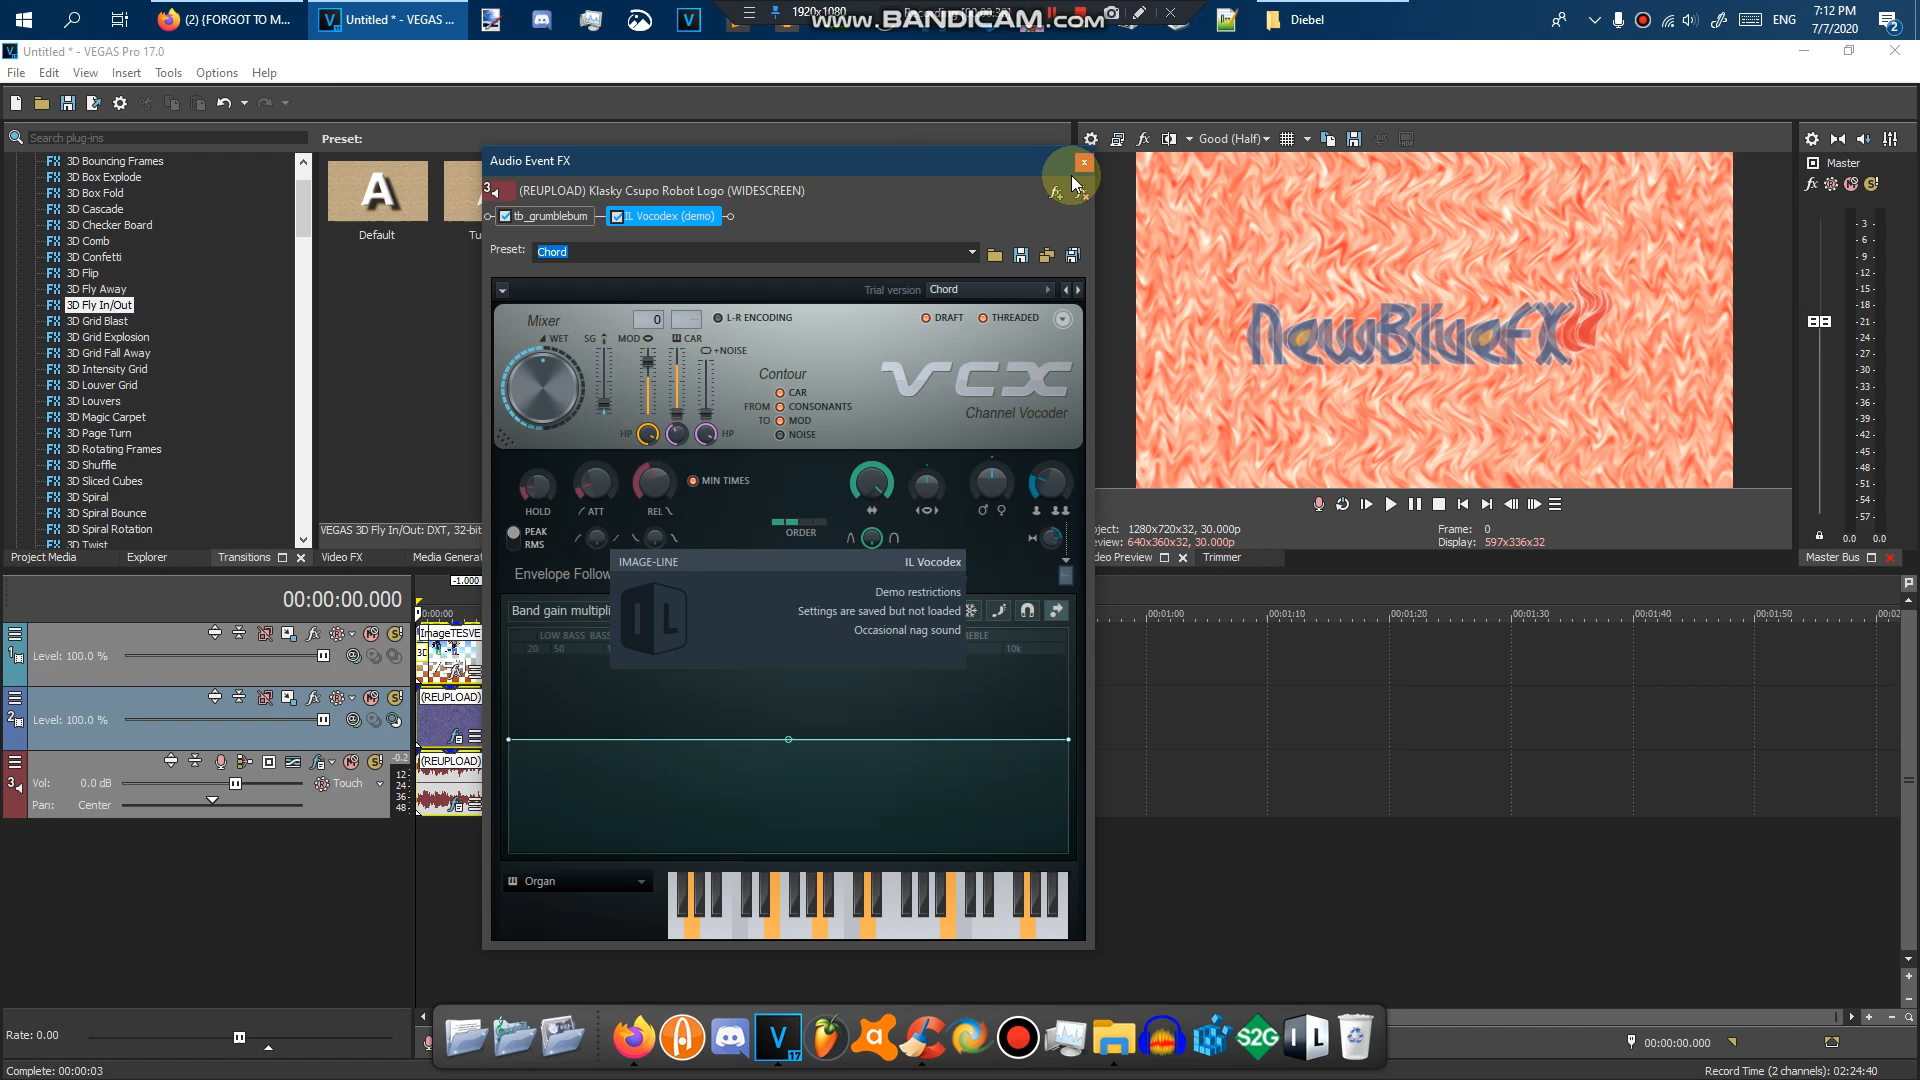 (2) {FORGOT TO M...
Untitled * - VEGAS ...
1920x1080
www.BANDICAM.com
Diebel
ENG
7:12 PM
7/7/2020
2
Untitled * - VEGAS Pro 17.0
File Edit View Insert Tools Options Help
Search plug-ins
Preset:
Good (Half)
3D Bouncing Frames
3D Box Explode
3D Box Fold
3D Cascade
3D Checker Board
3D Comb
3D Confetti
3D Flip
3D Fly Away
3D Fly In/Out
3D Grid Blast
3D Grid Explosion
3D Grid Fall Away
3D Intensity Grid
3D Louver Grid
3D Louvers
3D Magic Carpet
3D Page Turn
3D Rotating Frames
3D Shuffle
3D Sliced Cubes
3D Spiral
3D Spiral Bounce
3D Spiral Rotation
3D Twist
A
Default
Tu
VEGAS 3D Fly In/Out: DXT, 32-bit
Project Media Explorer Transitions Video FX Media Genera
Audio Event FX
3 (REUPLOAD) Klasky Csupo Robot Logo (WIDESCREEN)
tb_grumblebum IL Vocodex (demo)
Preset: Chord
Trial version Chord
Mixer 0 L-R ENCODING DRAFT THREADED
WET SG MOD CAR
+NOISE
VCX
Channel Vocoder
Contour
CAR
FROM CONSONANTS
TO MOD
NOISE
HP HP
MIN TIMES
HOLD ATT REL
PEAK
RMS
ORDER
Envelope Follow
IMAGE-LINE IL Vocodex
Demo restrictions
Settings are saved but not loaded
Occasional nag sound
Band gain multipli
LOW BASS BASS
20 50
10k
Organ
NewBlueFX
oject: 1280x720x32, 30.000p
eview: 640x360x32, 30.000p
Frame: 0
Display: 597x336x32
deo Preview Trimmer
Master
-3
-6
-9
-12
-15
-18
-21
-24
-27
-30
-33
-36
-39
-42
-45
-48
-51
-54
-57
0.0 0.0
Master Bus
00:00:00.000
-1.000
0:00:00
00:01:00 00:01:10 00:01:20 00:01:30 00:01:40 00:01:50 00:02
1 Level: 100.0 %
ImageTESVE
2 Level: 100.0 %
(REUPLOAD)
3 Vol: 0.0 dB Touch
Pan: Center
-0.2
12
24
36
48
(REUPLOAD)
Rate: 0.00
00:00:00.000
Complete: 00:00:03
Record Time (2 channels): 02:24:40